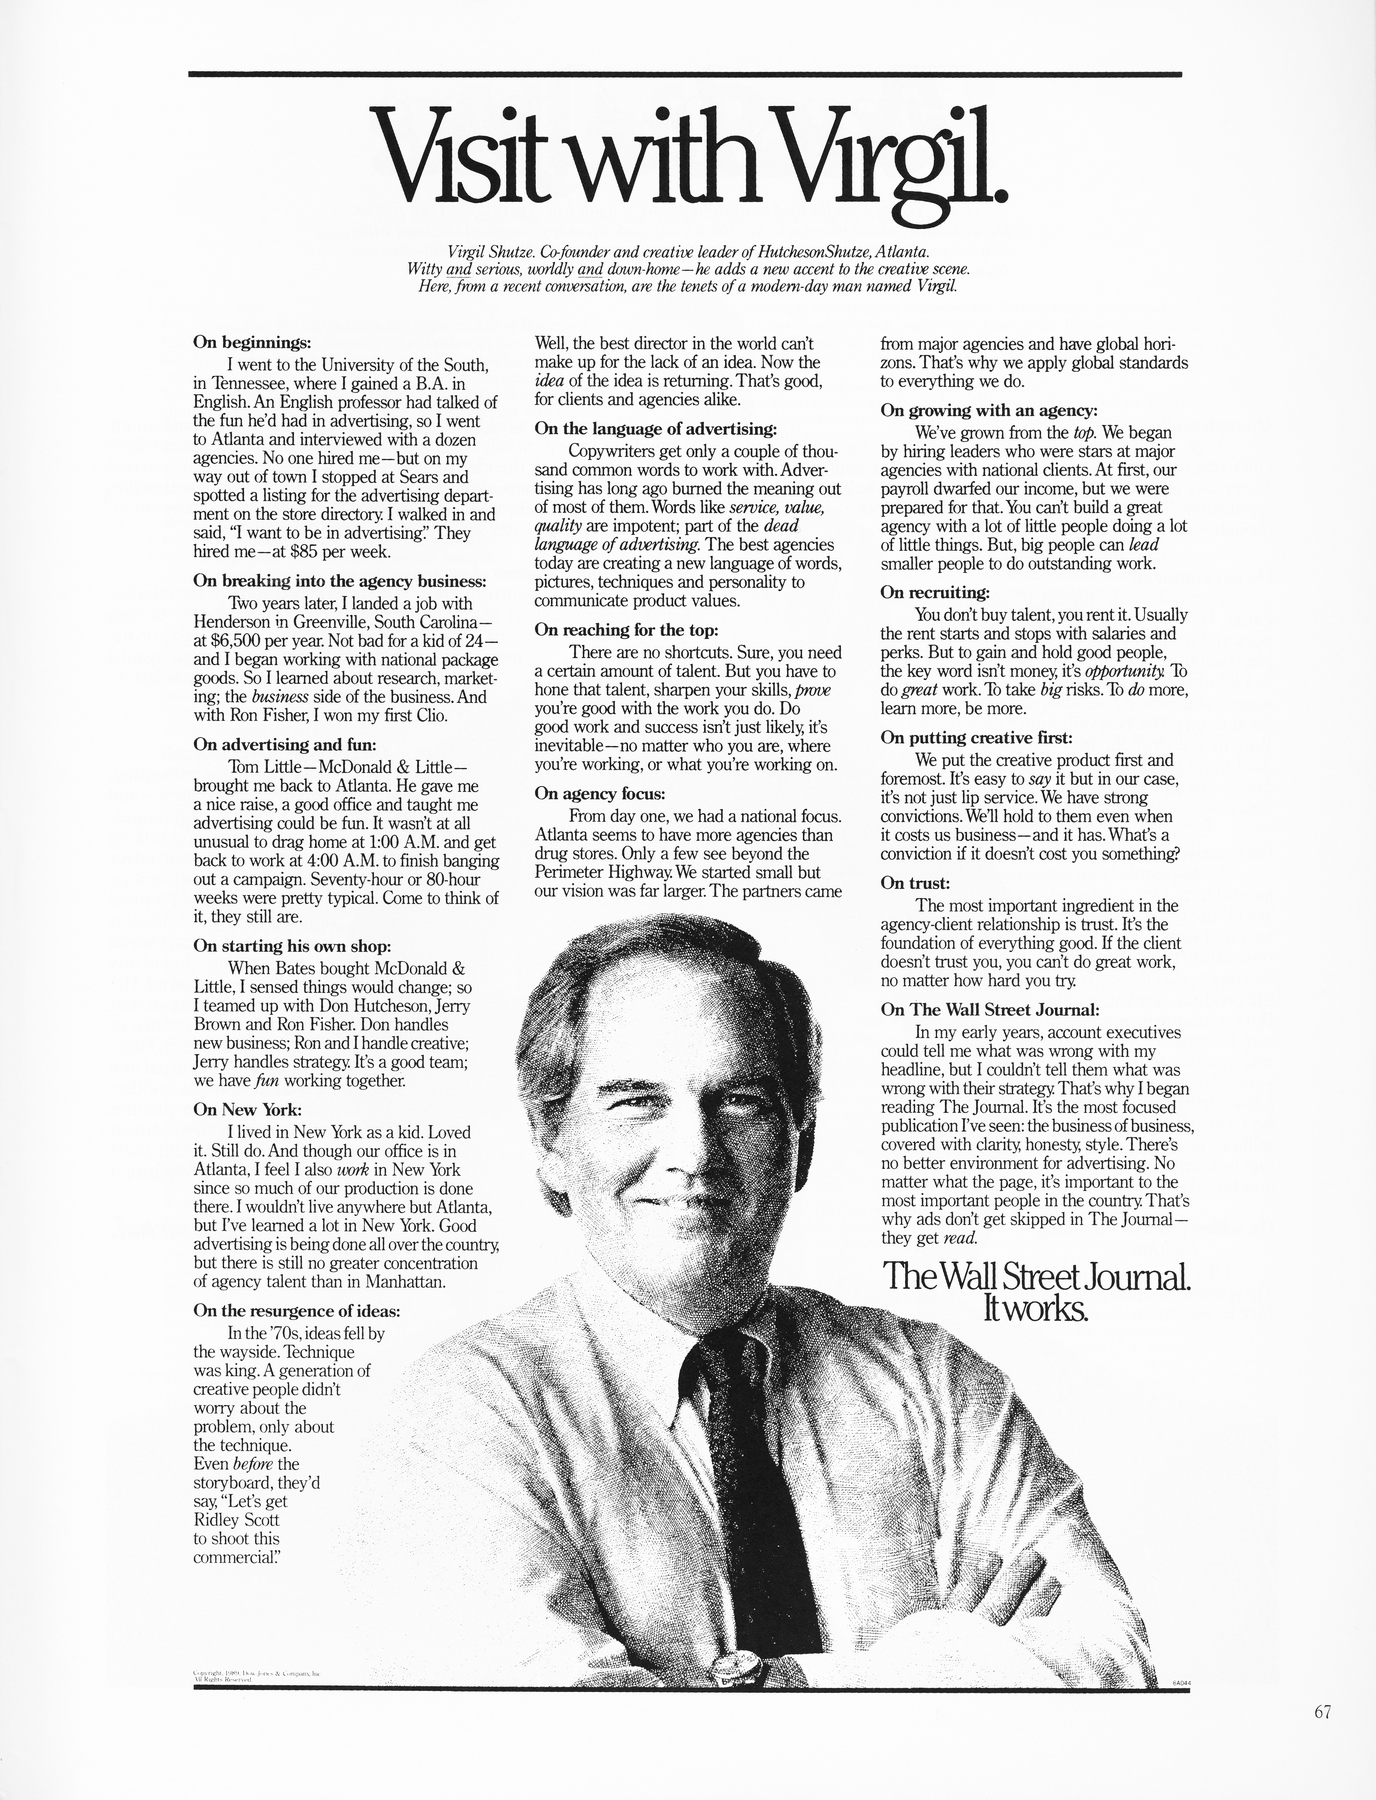 Visit with Virgil.
Virgil Shutze. Co-founder and creative leader of HutchesonShutze, Atlanta.
Witty and serious, worldly and down-home—he adds a new accent to the creative scene.
Here, from a recent conversation, are the tenets of a modern-day man named Virgil.
On beginnings:
I went to the University of the South,
in Tennessee, where I gained a B.A. in
English. An English professor had talked of
the fun he'd had in advertising, so I went
to Atlanta and interviewed with a dozen
agencies. No one hired me—but on my
way out of town I stopped at Sears and
spotted a listing for the advertising depart-
ment on the store directory. I walked in and
said, “I want to be in advertising.” They
hired me—at $85 per week.
On breaking into the agency business:
Two years later, I landed a job with
Henderson in Greenville, South Carolina—
at $6,500 per year. Not bad for a kid of 24—
and I began working with national package
goods. So I learned about research, market-
ing; the business side of the business. And
with Ron Fisher, I won my first Clio.
On advertising and fun:
Tom Little—McDonald & Little—
brought me back to Atlanta. He gave me
a nice raise, a good office and taught me
advertising could be fun. It wasn't at all
unusual to drag home at 1:00 A.M. and get
back to work at 4:00 A.M. to finish banging
out a campaign. Seventy-hour or 80-hour
weeks were pretty typical. Come to think of
it, they still are.
On starting his own shop:
When Bates bought McDonald &
Little, I sensed things would change; so
I teamed up with Don Hutcheson, Jerry
Brown and Ron Fisher. Don handles
new business; Ron and I handle creative;
Jerry handles strategy. It's a good team;
we have fun working together.
On New York:
I lived in New York as a kid. Loved
it. Still do. And though our office is in
Atlanta, I feel I also work in New York
since so much of our production is done
there. I wouldn't live anywhere but Atlanta,
but I've learned a lot in New York. Good
advertising is being done all over the country,
but there is still no greater concentration
of agency talent than in Manhattan.
On the resurgence of ideas:
In the '70s, ideas fell by
the wayside. Technique
was king. A generation of
creative people didn't
worry about the
problem, only about
the technique.
Even before the
storyboard, they'd
say, “Let's get
Ridley Scott
to shoot this
commercial.”
Well, the best director in the world can't
make up for the lack of an idea. Now the
idea of the idea is returning. That's good,
for clients and agencies alike.
On the language of advertising:
Copywriters get only a couple of thou-
sand common words to work with. Adver-
tising has long ago burned the meaning out
of most of them. Words like service, value,
quality are impotent; part of the dead
language of advertising. The best agencies
today are creating a new language of words,
pictures, techniques and personality to
communicate product values.
On reaching for the top:
There are no shortcuts. Sure, you need
a certain amount of talent. But you have to
hone that talent, sharpen your skills, prove
you're good with the work you do. Do
good work and success isn't just likely, it's
inevitable—no matter who you are, where
you're working, or what you're working on.
On agency focus:
From day one, we had a national focus.
Atlanta seems to have more agencies than
drug stores. Only a few see beyond the
Perimeter Highway. We started small but
our vision was far larger. The partners came
from major agencies and have global hori-
zons. That's why we apply global standards
to everything we do.
On growing with an agency:
We've grown from the top. We began
by hiring leaders who were stars at major
agencies with national clients. At first, our
payroll dwarfed our income, but we were
prepared for that. You can't build a great
agency with a lot of little people doing a lot
of little things. But, big people can lead
smaller people to do outstanding work.
On recruiting:
You don't buy talent, you rent it. Usually
the rent starts and stops with salaries and
perks. But to gain and hold good people,
the key word isn't money, it's opportunity. To
do great work. To take big risks. To do more,
learn more, be more.
On putting creative first:
We put the creative product first and
foremost. It's easy to say it but in our case,
it's not just lip service. We have strong
convictions. We'll hold to them even when
it costs us business—and it has. What's a
conviction if it doesn't cost you something?
On trust:
The most important ingredient in the
agency-client relationship is trust. It's the
foundation of everything good. If the client
doesn't trust you, you can't do great work,
no matter how hard you try.
On The Wall Street Journal:
In my early years, account executives
could tell me what was wrong with my
headline, but I couldn't tell them what was
wrong with their strategy. That's why I began
reading The Journal. It's the most focused
publication I've seen: the business of business,
covered with clarity, honesty, style. There's
no better environment for advertising. No
matter what the page, it's important to the
most important people in the country. That's
why ads don't get skipped in The Journal—
they get read.
The Wall Street Journal.
It works.
Copyright, 1989, Dow Jones & Company, Inc.
All Rights Reserved.
6A044
67